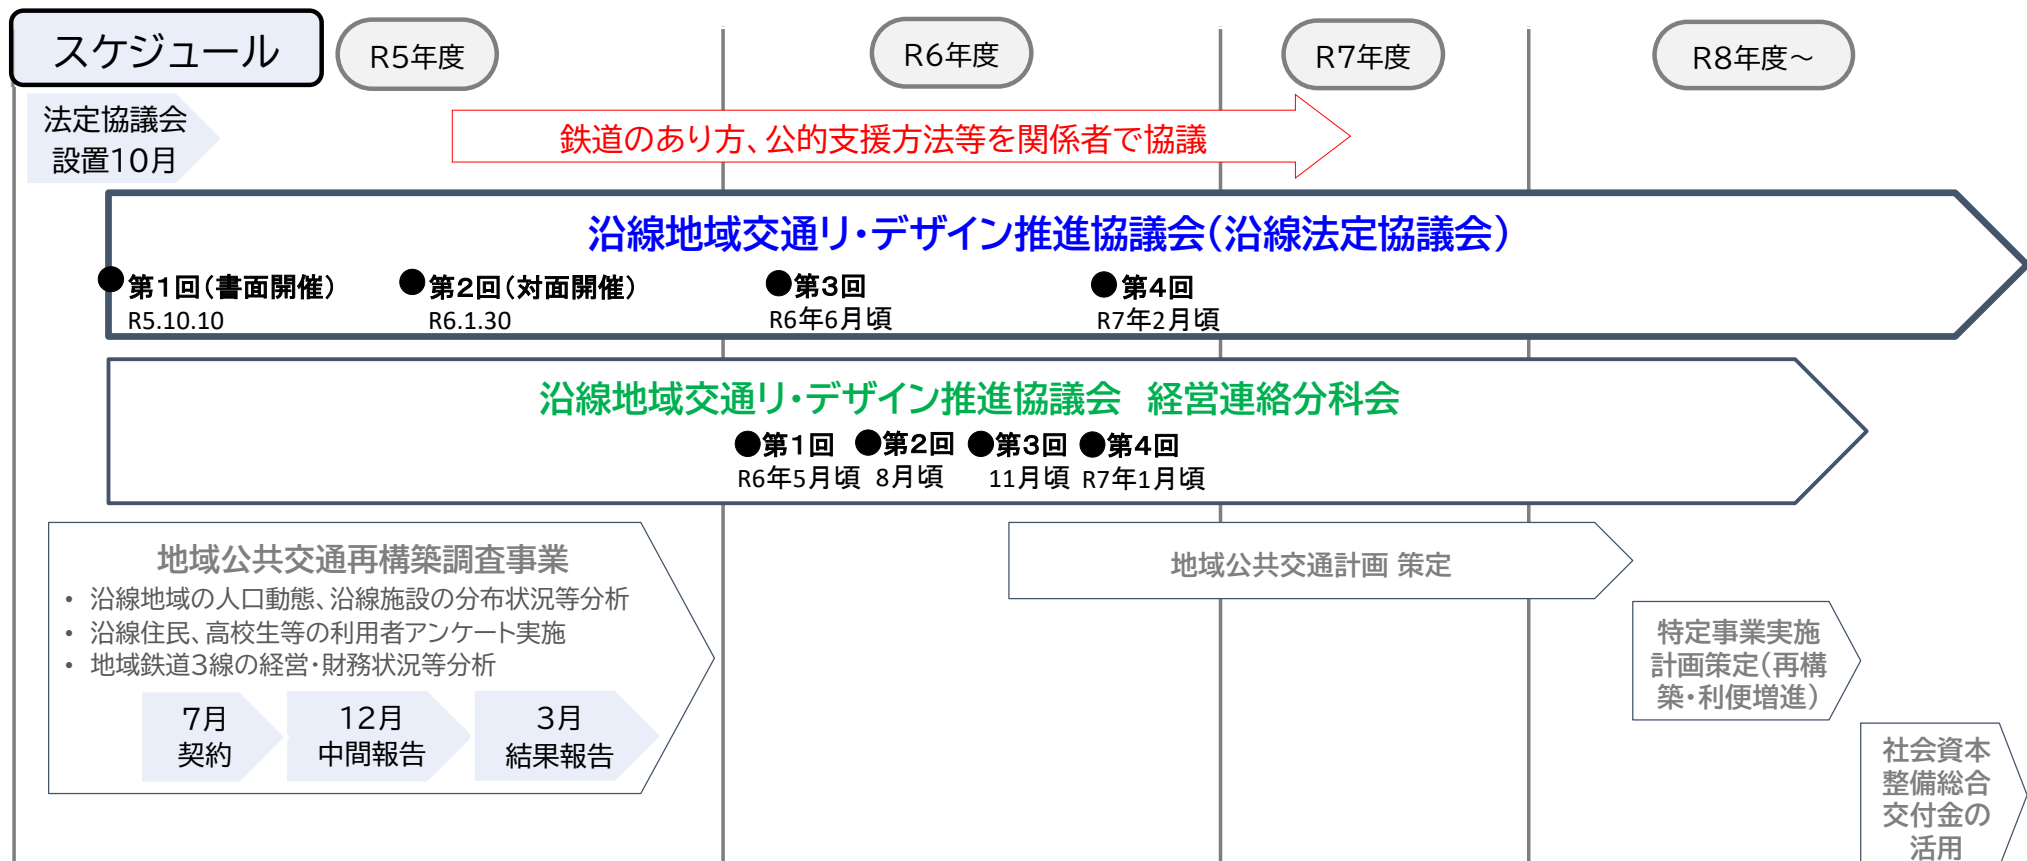 スケジュール
R5年度
R6年度
R7年度
R8年度～
法定協議会
設置10月
鉄道のあり方、公的支援方法等を関係者で協議
沿線地域交通リ・デザイン推進協議会(沿線法定協議会)
●第1回(書面開催)
R5.10.10
●第2回(対面開催)
R6.1.30
●第3回
R6年6月頃
●第4回
R7年2月頃
沿線地域交通リ・デザイン推進協議会　経営連絡分科会
●第1回
R6年5月頃
●第2回
8月頃
●第3回
11月頃
●第4回
R7年1月頃
地域公共交通再構築調査事業
• 沿線地域の人口動態、沿線施設の分布状況等分析
• 沿線住民、高校生等の利用者アンケート実施
• 地域鉄道3線の経営・財務状況等分析
7月
契約
12月
中間報告
3月
結果報告
地域公共交通計画 策定
特定事業実施
計画策定(再構
築・利便増進)
社会資本
整備総合
交付金の
活用